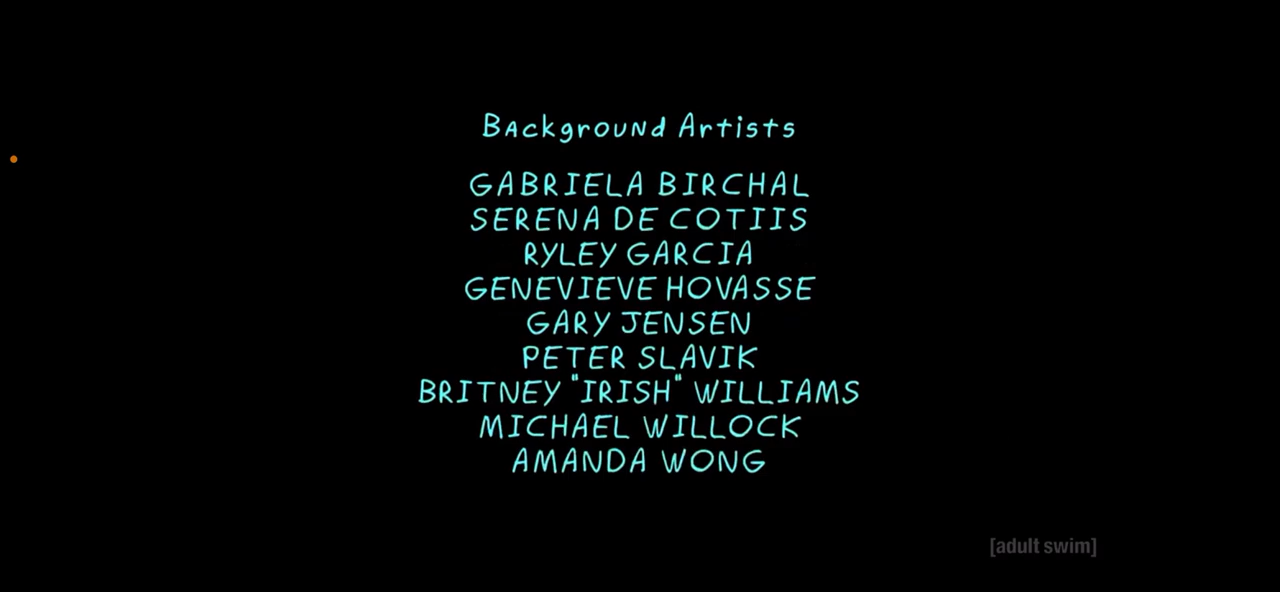 Background Artists
GABRIELA BIRCHAL
SERENA DE COTIIS
RYLEY GARCIA
GENEVIEVE HOVASSE
GARY JENSEN
PETER SLAVIK
BRITNEY "IRISH" WILLIAMS
MICHAEL WILLOCK
AMANDA WONG
[adult swim]